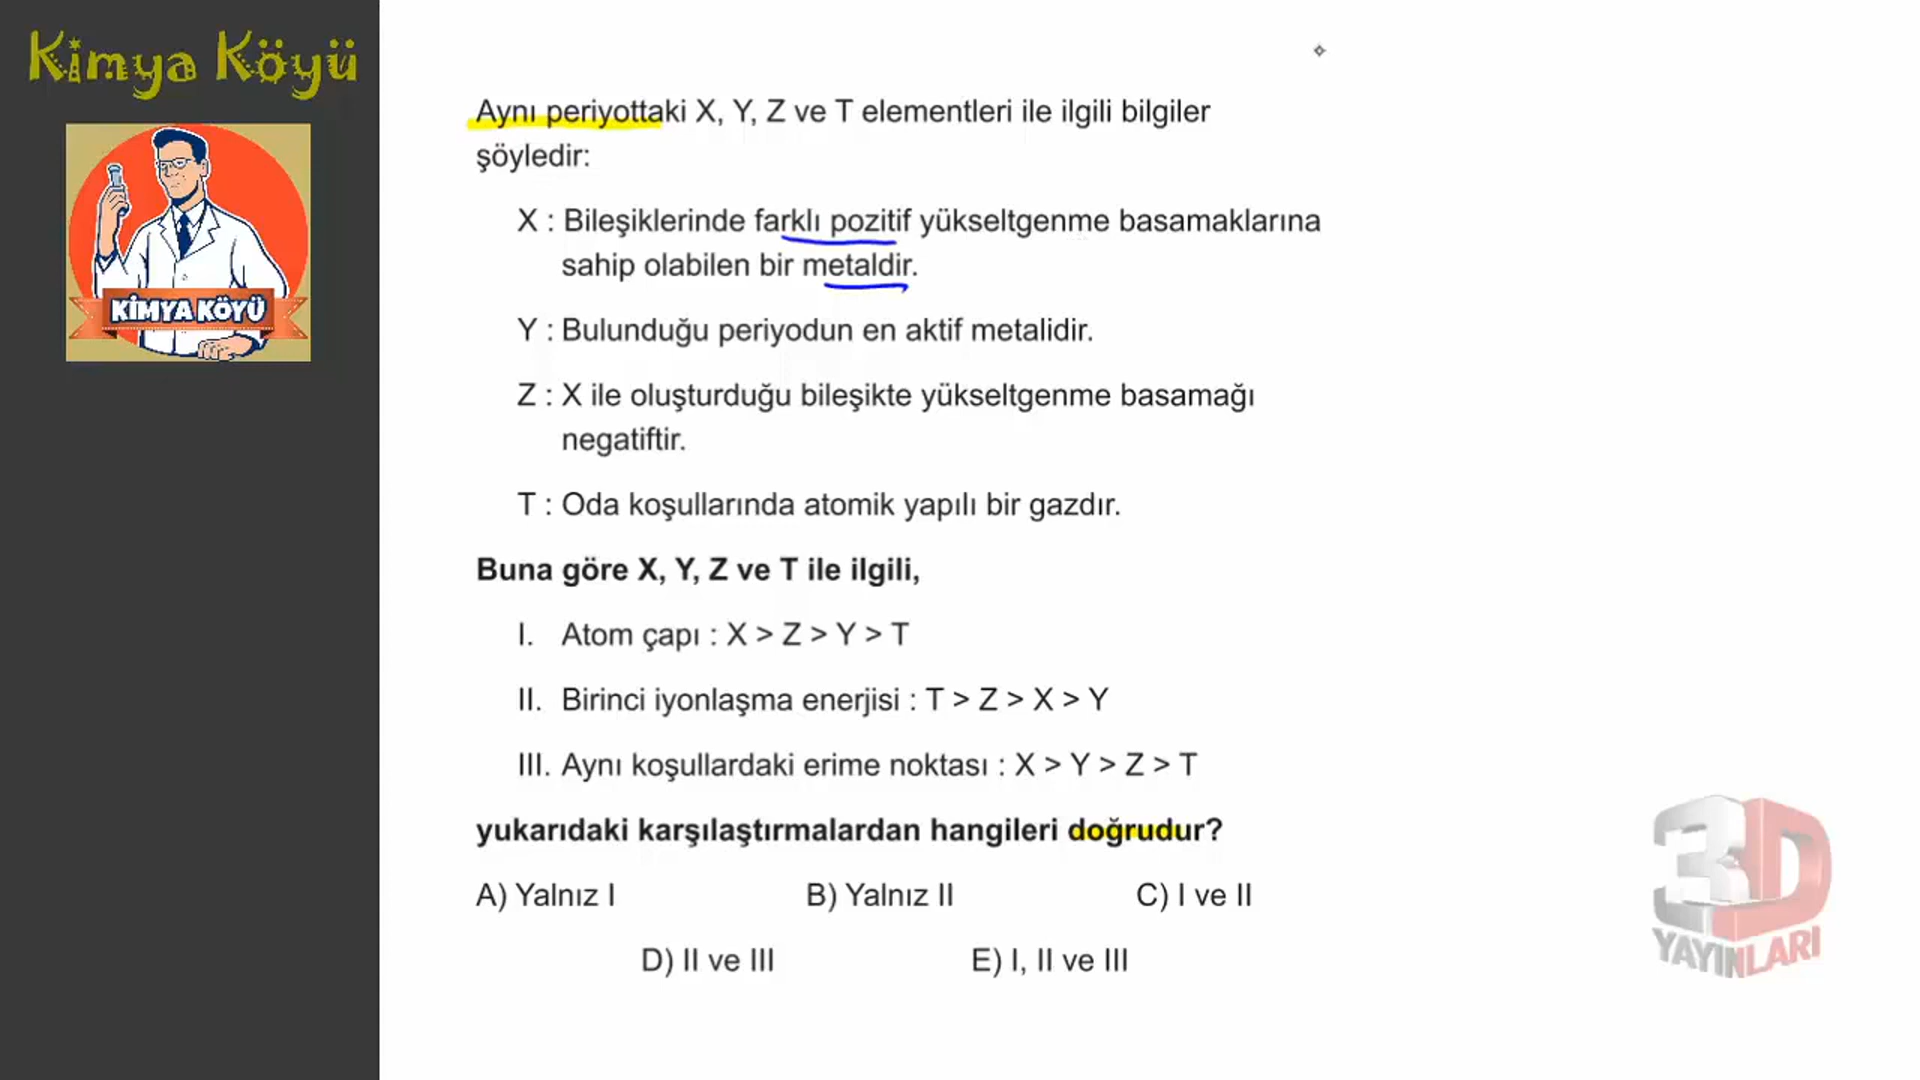 Kimya Köyü
KİMYA KÖYÜ
Aynı periyottaki X, Y, Z ve T elementleri ile ilgili bilgiler
şöyledir:
X : Bileşiklerinde farklı pozitif yükseltgenme basamaklarına
sahip olabilen bir metaldir.
Y : Bulunduğu periyodun en aktif metalidir.
Z : X ile oluşturduğu bileşikte yükseltgenme basamağı
negatiftir.
T : Oda koşullarında atomik yapılı bir gazdır.
Buna göre X, Y, Z ve T ile ilgili,
I. Atom çapı : X > Z > Y > T
II. Birinci iyonlaşma enerjisi : T > Z > X > Y
III. Aynı koşullardaki erime noktası : X > Y > Z > T
yukarıdaki karşılaştırmalardan hangileri doğrudur?
A) Yalnız I B) Yalnız II C) I ve II
D) II ve III E) I, II ve III
3D
YAYINLARI